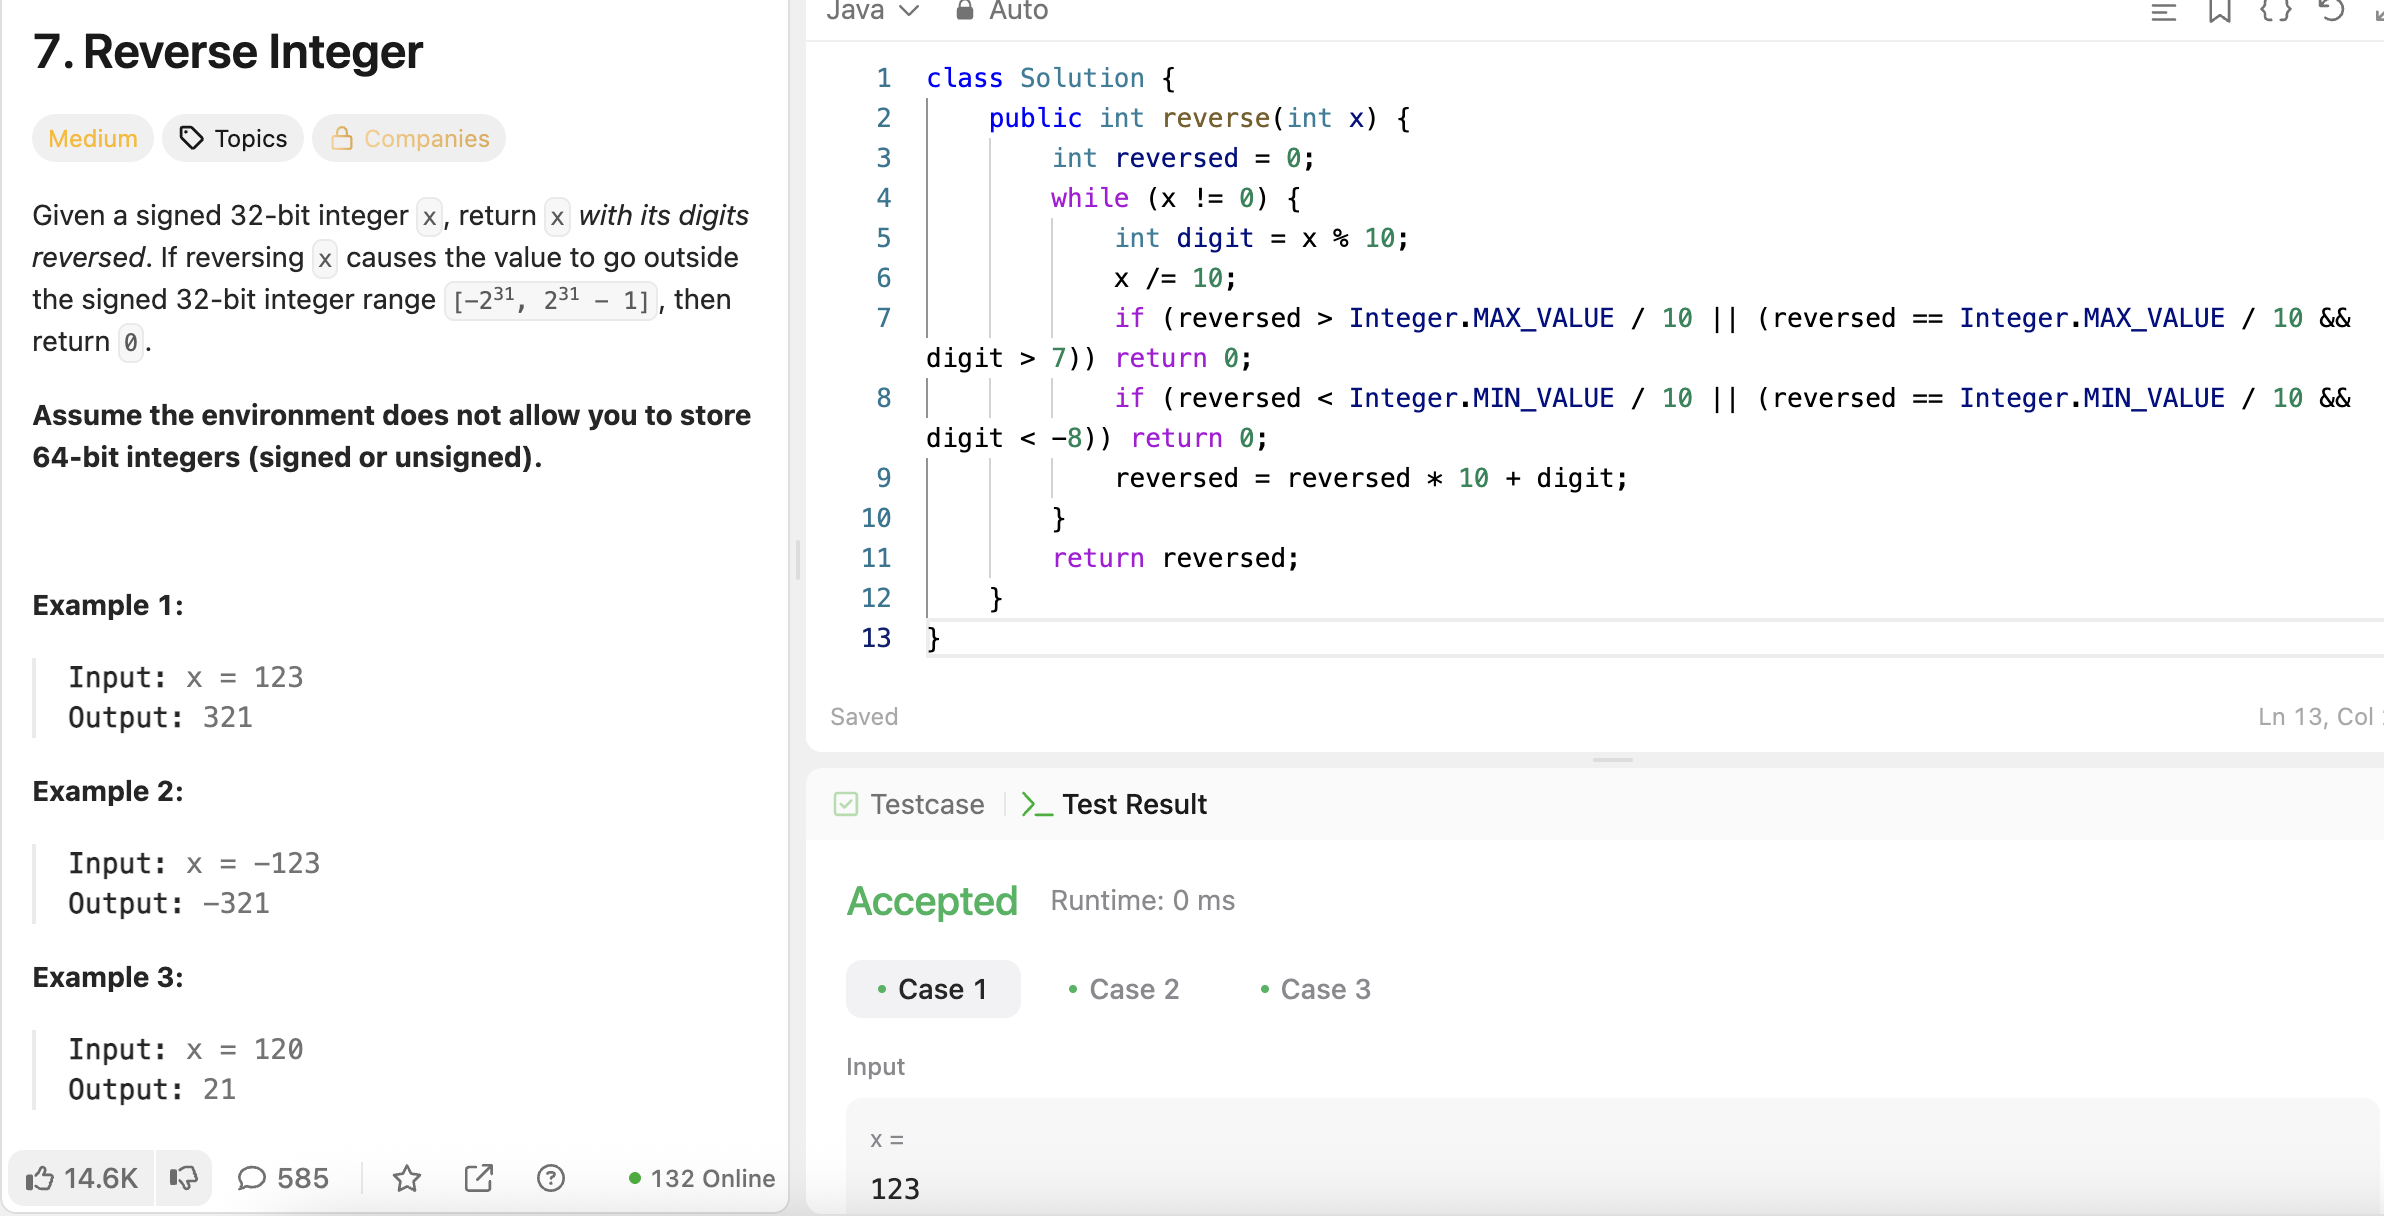 7. Reverse Integer
Medium
Topics
Companies
Given a signed 32-bit integer x, return x with its digits
reversed. If reversing x causes the value to go outside
the signed 32-bit integer range [−2³¹, 2³¹ − 1], then
return 0.
Assume the environment does not allow you to store
64-bit integers (signed or unsigned).
Example 1:
Input: x = 123
Output: 321
Example 2:
Input: x = −123
Output: −321
Example 3:
Input: x = 120
Output: 21
14.6K
585
132 Online
Java
Auto
1 class Solution {
2 public int reverse(int x) {
3 int reversed = 0;
4 while (x != 0) {
5 int digit = x % 10;
6 x /= 10;
7 if (reversed > Integer.MAX_VALUE / 10 || (reversed == Integer.MAX_VALUE / 10 &&
digit > 7)) return 0;
8 if (reversed < Integer.MIN_VALUE / 10 || (reversed == Integer.MIN_VALUE / 10 &&
digit < −8)) return 0;
9 reversed = reversed * 10 + digit;
10 }
11 return reversed;
12 }
13 }
Saved
Ln 13, Col
Testcase
Test Result
Accepted
Runtime: 0 ms
Case 1
Case 2
Case 3
Input
x =
123